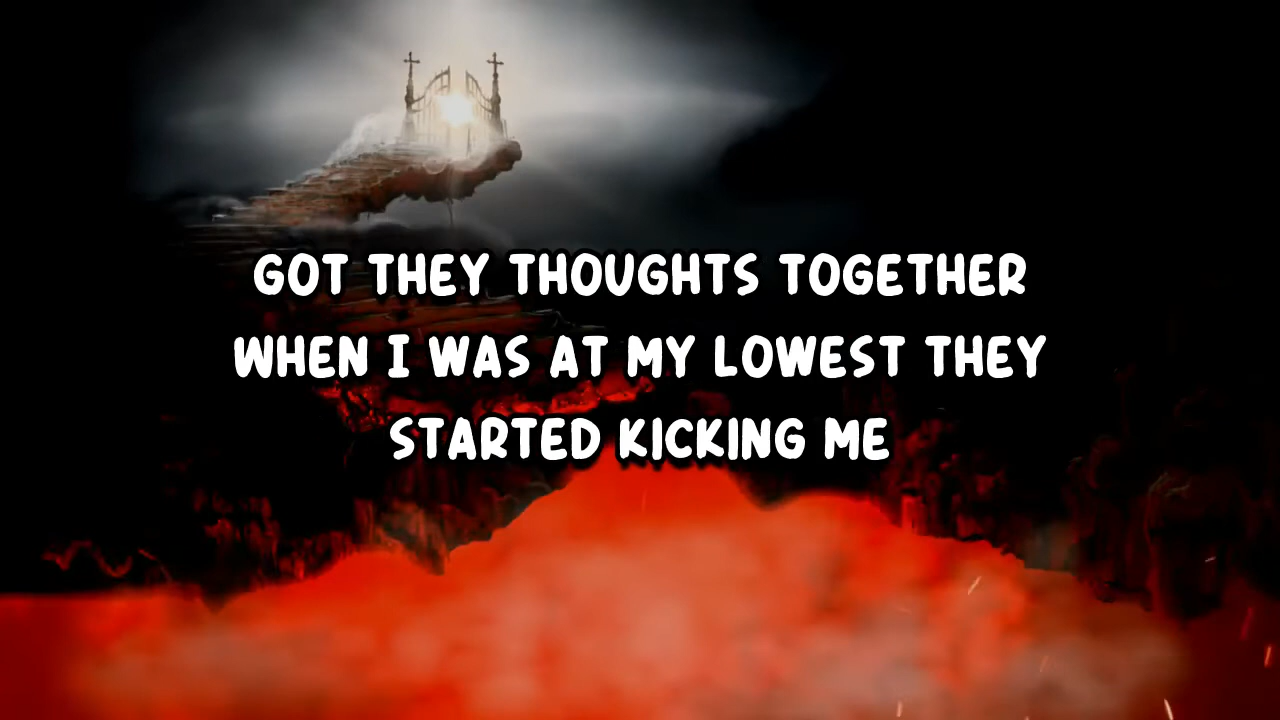 GOT THEY THOUGHTS TOGETHER
WHEN I WAS AT MY LOWEST THEY
STARTED KICKING ME